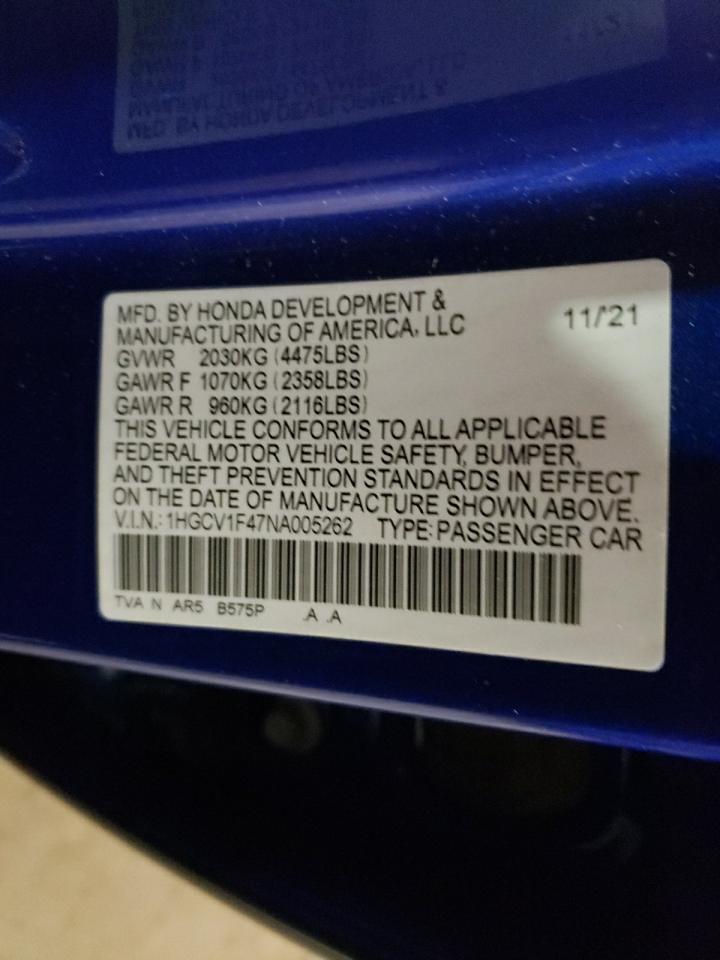 MFD. BY HONDA DEVELOPMENT &
MANUFACTURING OF AMERICA, LLC 11/'21
GVWR 2030KG (4475LBS)
GAWR F 1070KG (2358LBS)
GAWR R 960KG (2116LBS)
THIS VEHICLE CONFORMS TO ALL APPLICABLE
FEDERAL MOTOR VEHICLE SAFETY, BUMPER,
AND THEFT PREVENTION STANDARDS IN EFFECT
ON THE DATE OF MANUFACTURE SHOWN ABOVE.
V.I.N.: 1HGCV1F47NA005262 TYPE: PASSENGER CAR
TVA N AR5 B575P .A .A